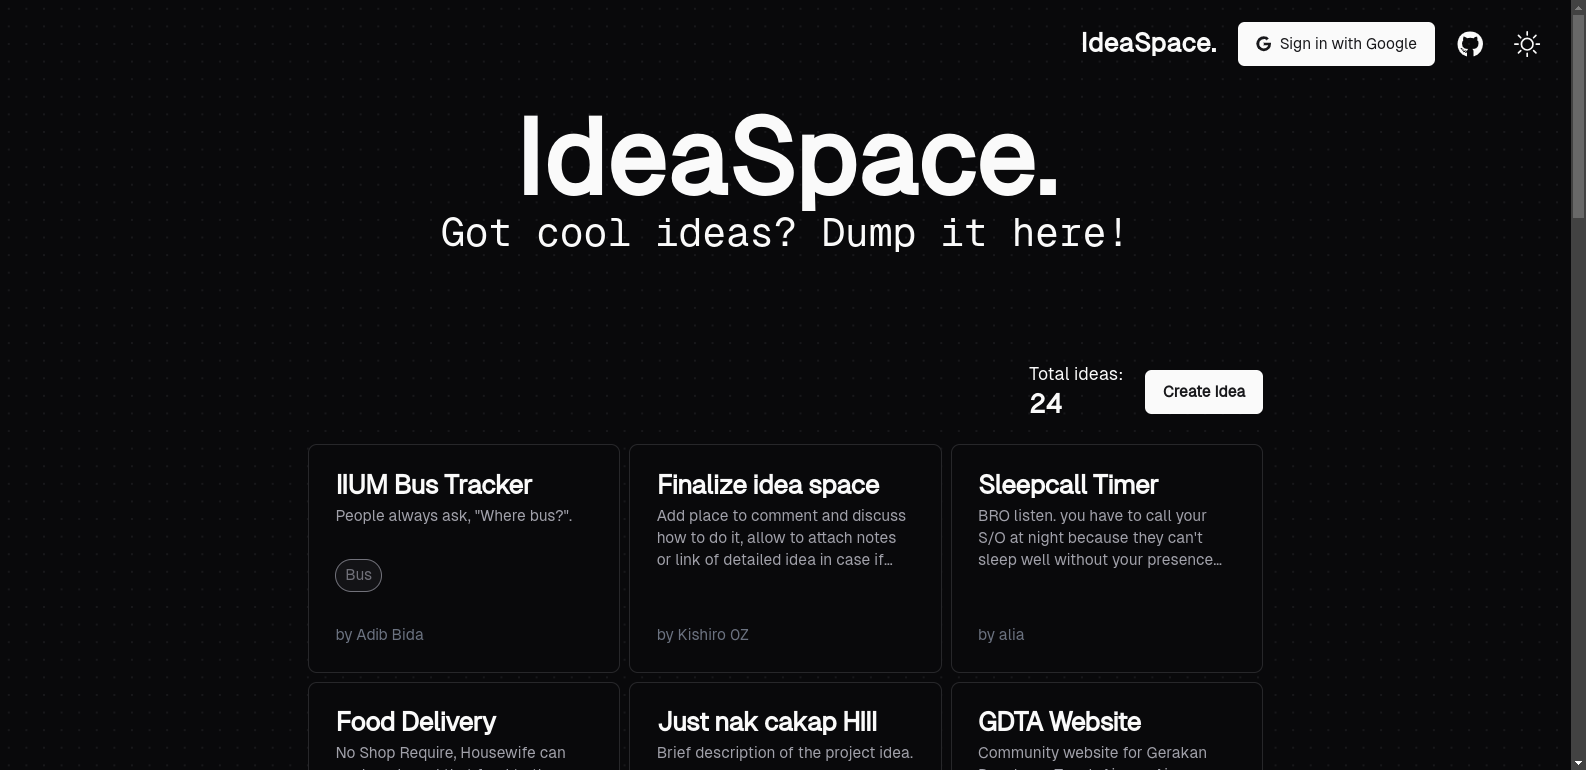 IdeaSpace.
Sign in with Google
IdeaSpace.
Got cool ideas? Dump it here!
Total ideas:
24
Create Idea
IIUM Bus Tracker
People always ask, "Where bus?".
Bus
by Adib Bida
Finalize idea space
Add place to comment and discuss
how to do it, allow to attach notes
or link of detailed idea in case if...
by Kishiro 0Z
Sleepcall Timer
BRO listen. you have to call your
S/O at night because they can't
sleep well without your presence...
by alia
Food Delivery
No Shop Require, Housewife can
Just nak cakap HIII
Brief description of the project idea.
GDTA Website
Community website for Gerakan